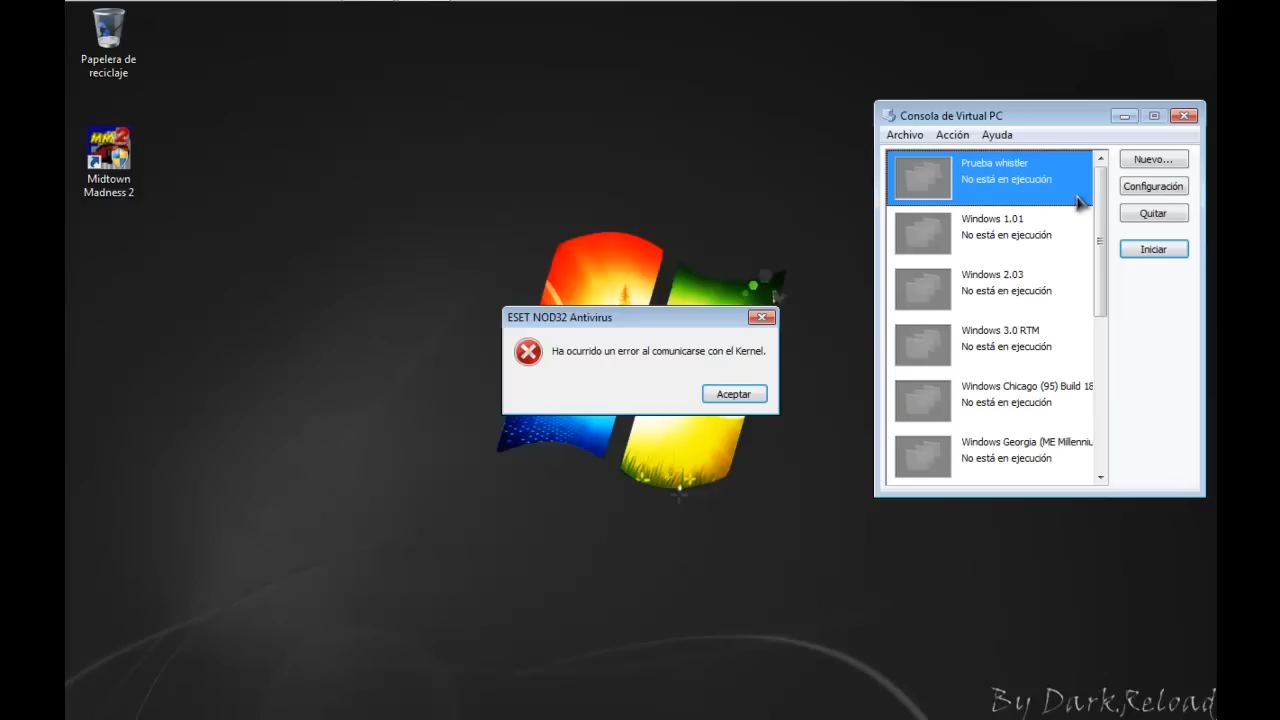 Papelera de
reciclaje
Midtown
Madness 2
ESET NOD32 Antivirus
Ha ocurrido un error al comunicarse con el Kernel.
Aceptar
Consola de Virtual PC
Archivo Acción Ayuda
Prueba whistler
No está en ejecución
Windows 1.01
No está en ejecución
Windows 2.03
No está en ejecución
Windows 3.0 RTM
No está en ejecución
Windows Chicago (95) Build 18
No está en ejecución
Windows Georgia (ME Millenniu
No está en ejecución
Nuevo...
Configuración
Quitar
Iniciar
By Dark.Reload